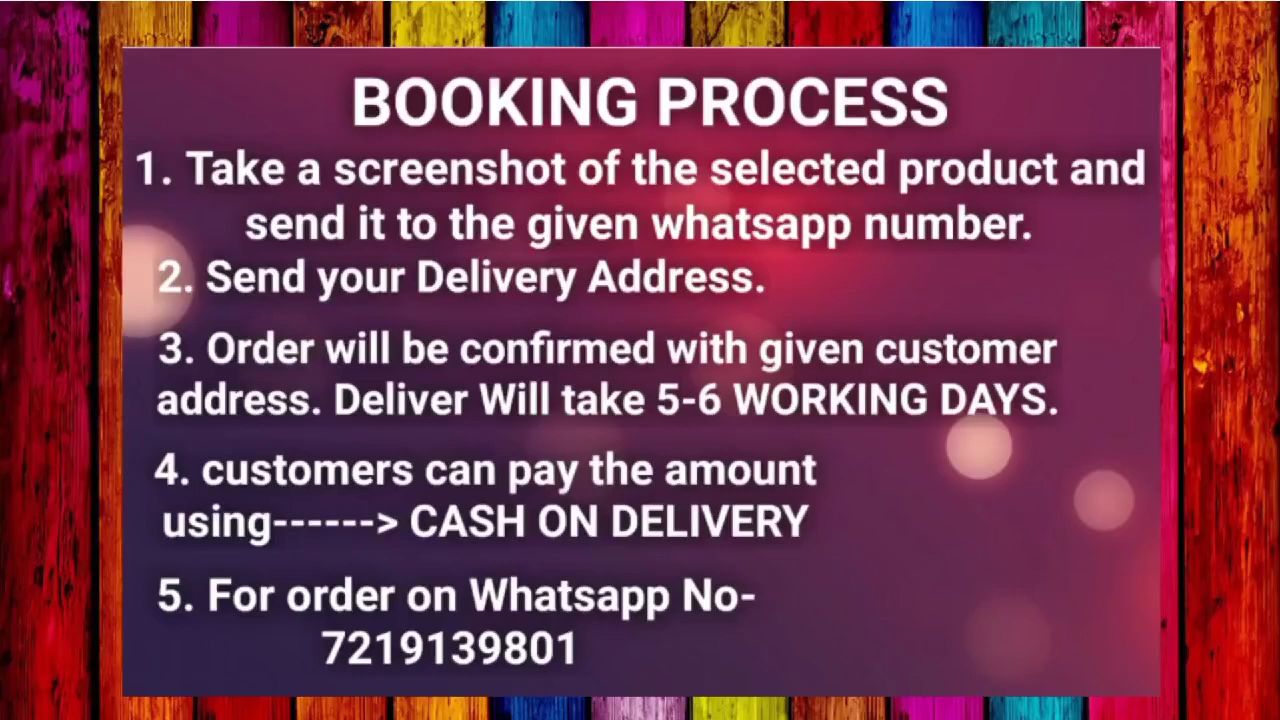 BOOKING PROCESS
1. Take a screenshot of the selected product and
send it to the given whatsapp number.
2. Send your Delivery Address.
3. Order will be confirmed with given customer
address. Deliver Will take 5-6 WORKING DAYS.
4. customers can pay the amount
using------> CASH ON DELIVERY
5. For order on Whatsapp No-
7219139801